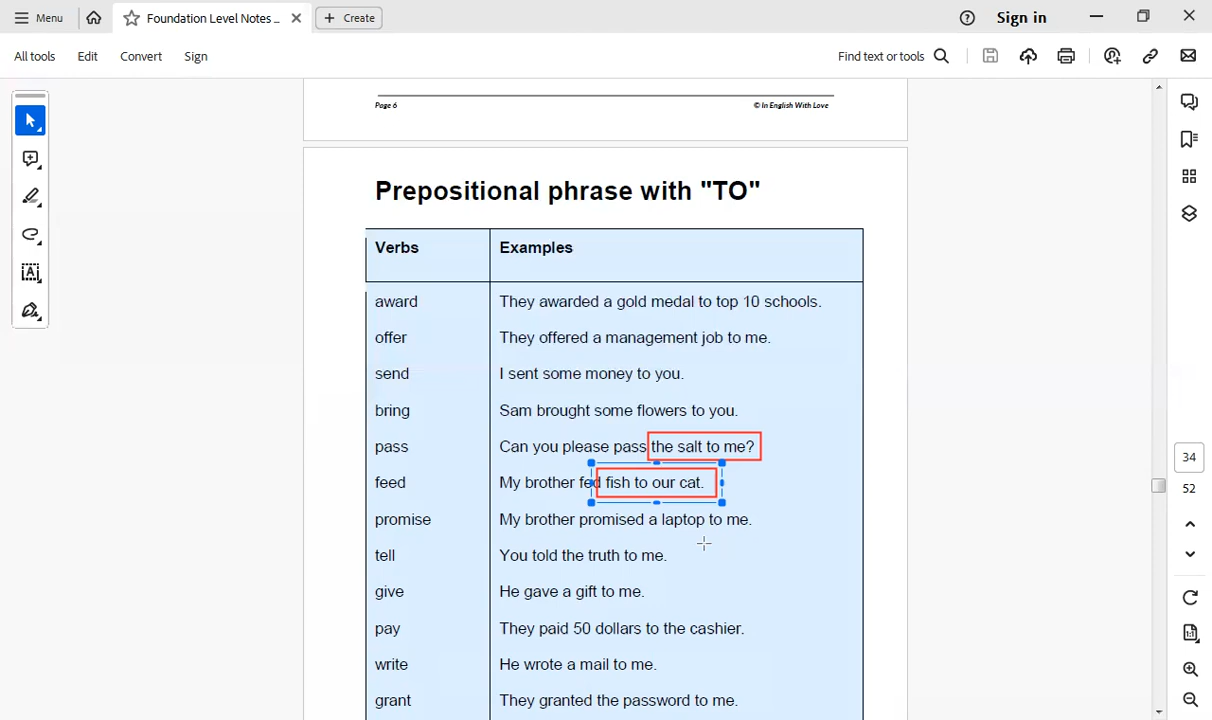 Menu
Foundation Level Notes ...
Create
Sign in
All tools
Edit
Convert
Sign
Find text or tools
Page 6
© In English With Love
Prepositional phrase with "TO"
Verbs
Examples
award
They awarded a gold medal to top 10 schools.
offer
They offered a management job to me.
send
I sent some money to you.
bring
Sam brought some flowers to you.
pass
Can you please pass the salt to me?
feed
My brother fed fish to our cat.
promise
My brother promised a laptop to me.
tell
You told the truth to me.
give
He gave a gift to me.
pay
They paid 50 dollars to the cashier.
write
He wrote a mail to me.
grant
They granted the password to me.
34
52